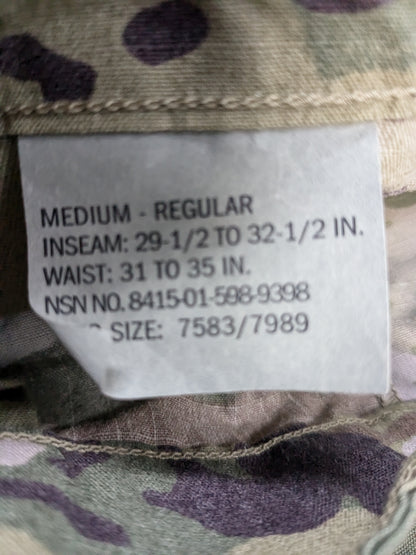 MEDIUM - REGULAR
INSEAM: 29-1/2 TO 32-1/2 IN.
WAIST: 31 TO 35 IN.
NSN NO. 8415-01-598-9398
SIZE: 7583/7989